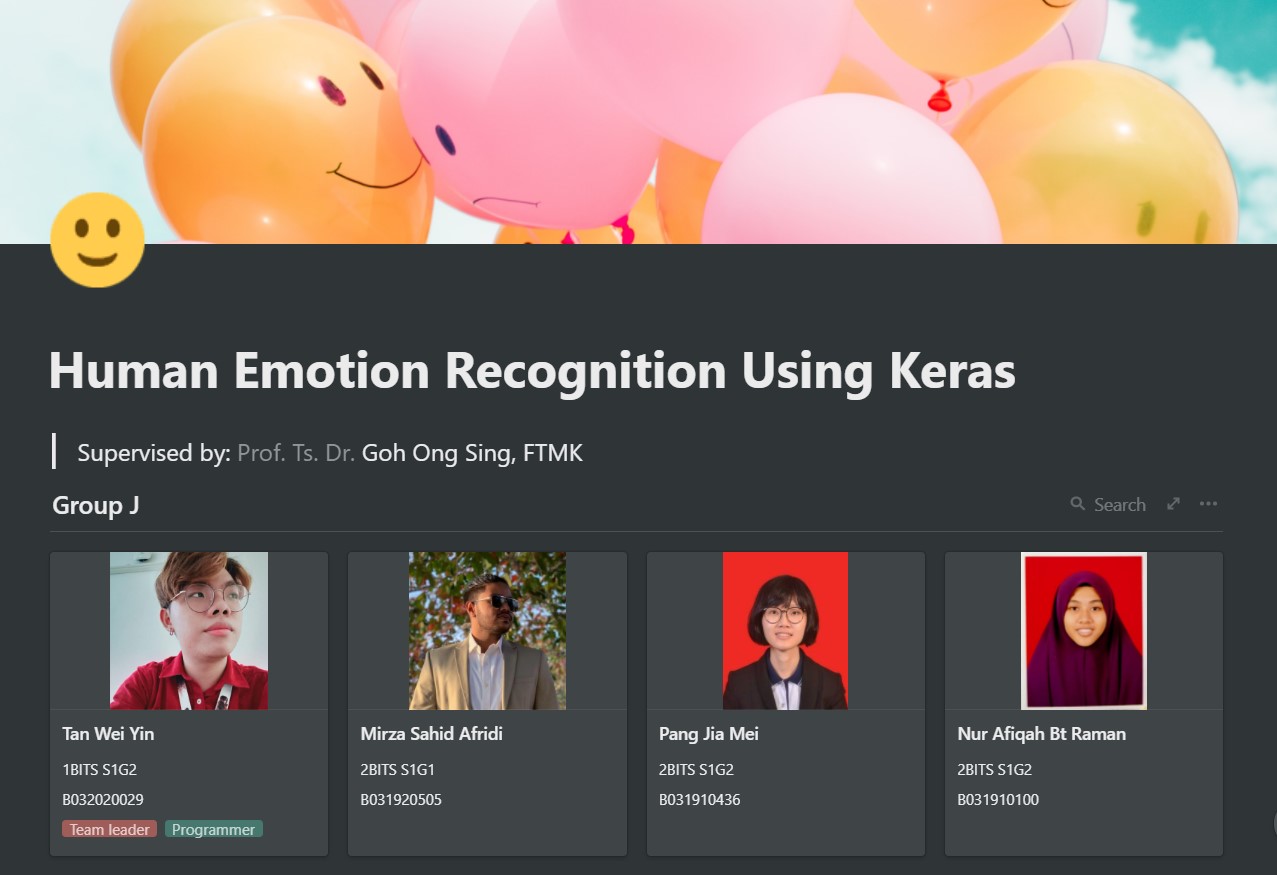 Human Emotion Recognition Using Keras
Supervised by: Prof. Ts. Dr. Goh Ong Sing, FTMK
Group J
Search
Tan Wei Yin
1BITS S1G2
B032020029
Team leader Programmer
Mirza Sahid Afridi
2BITS S1G1
B031920505
Pang Jia Mei
2BITS S1G2
B031910436
Nur Afiqah Bt Raman
2BITS S1G2
B031910100